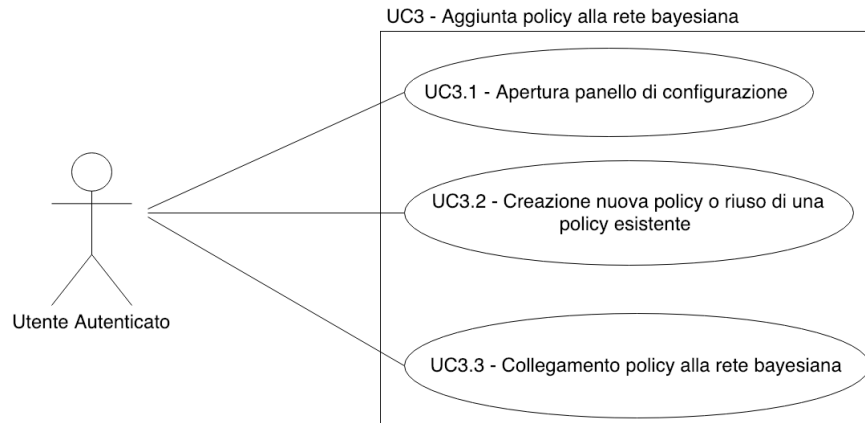 UC3 - Aggiunta policy alla rete bayesiana
UC3.1 - Apertura panello di configurazione
UC3.2 - Creazione nuova policy o riuso di una
policy esistente
Utente Autenticato
UC3.3 - Collegamento policy alla rete bayesiana